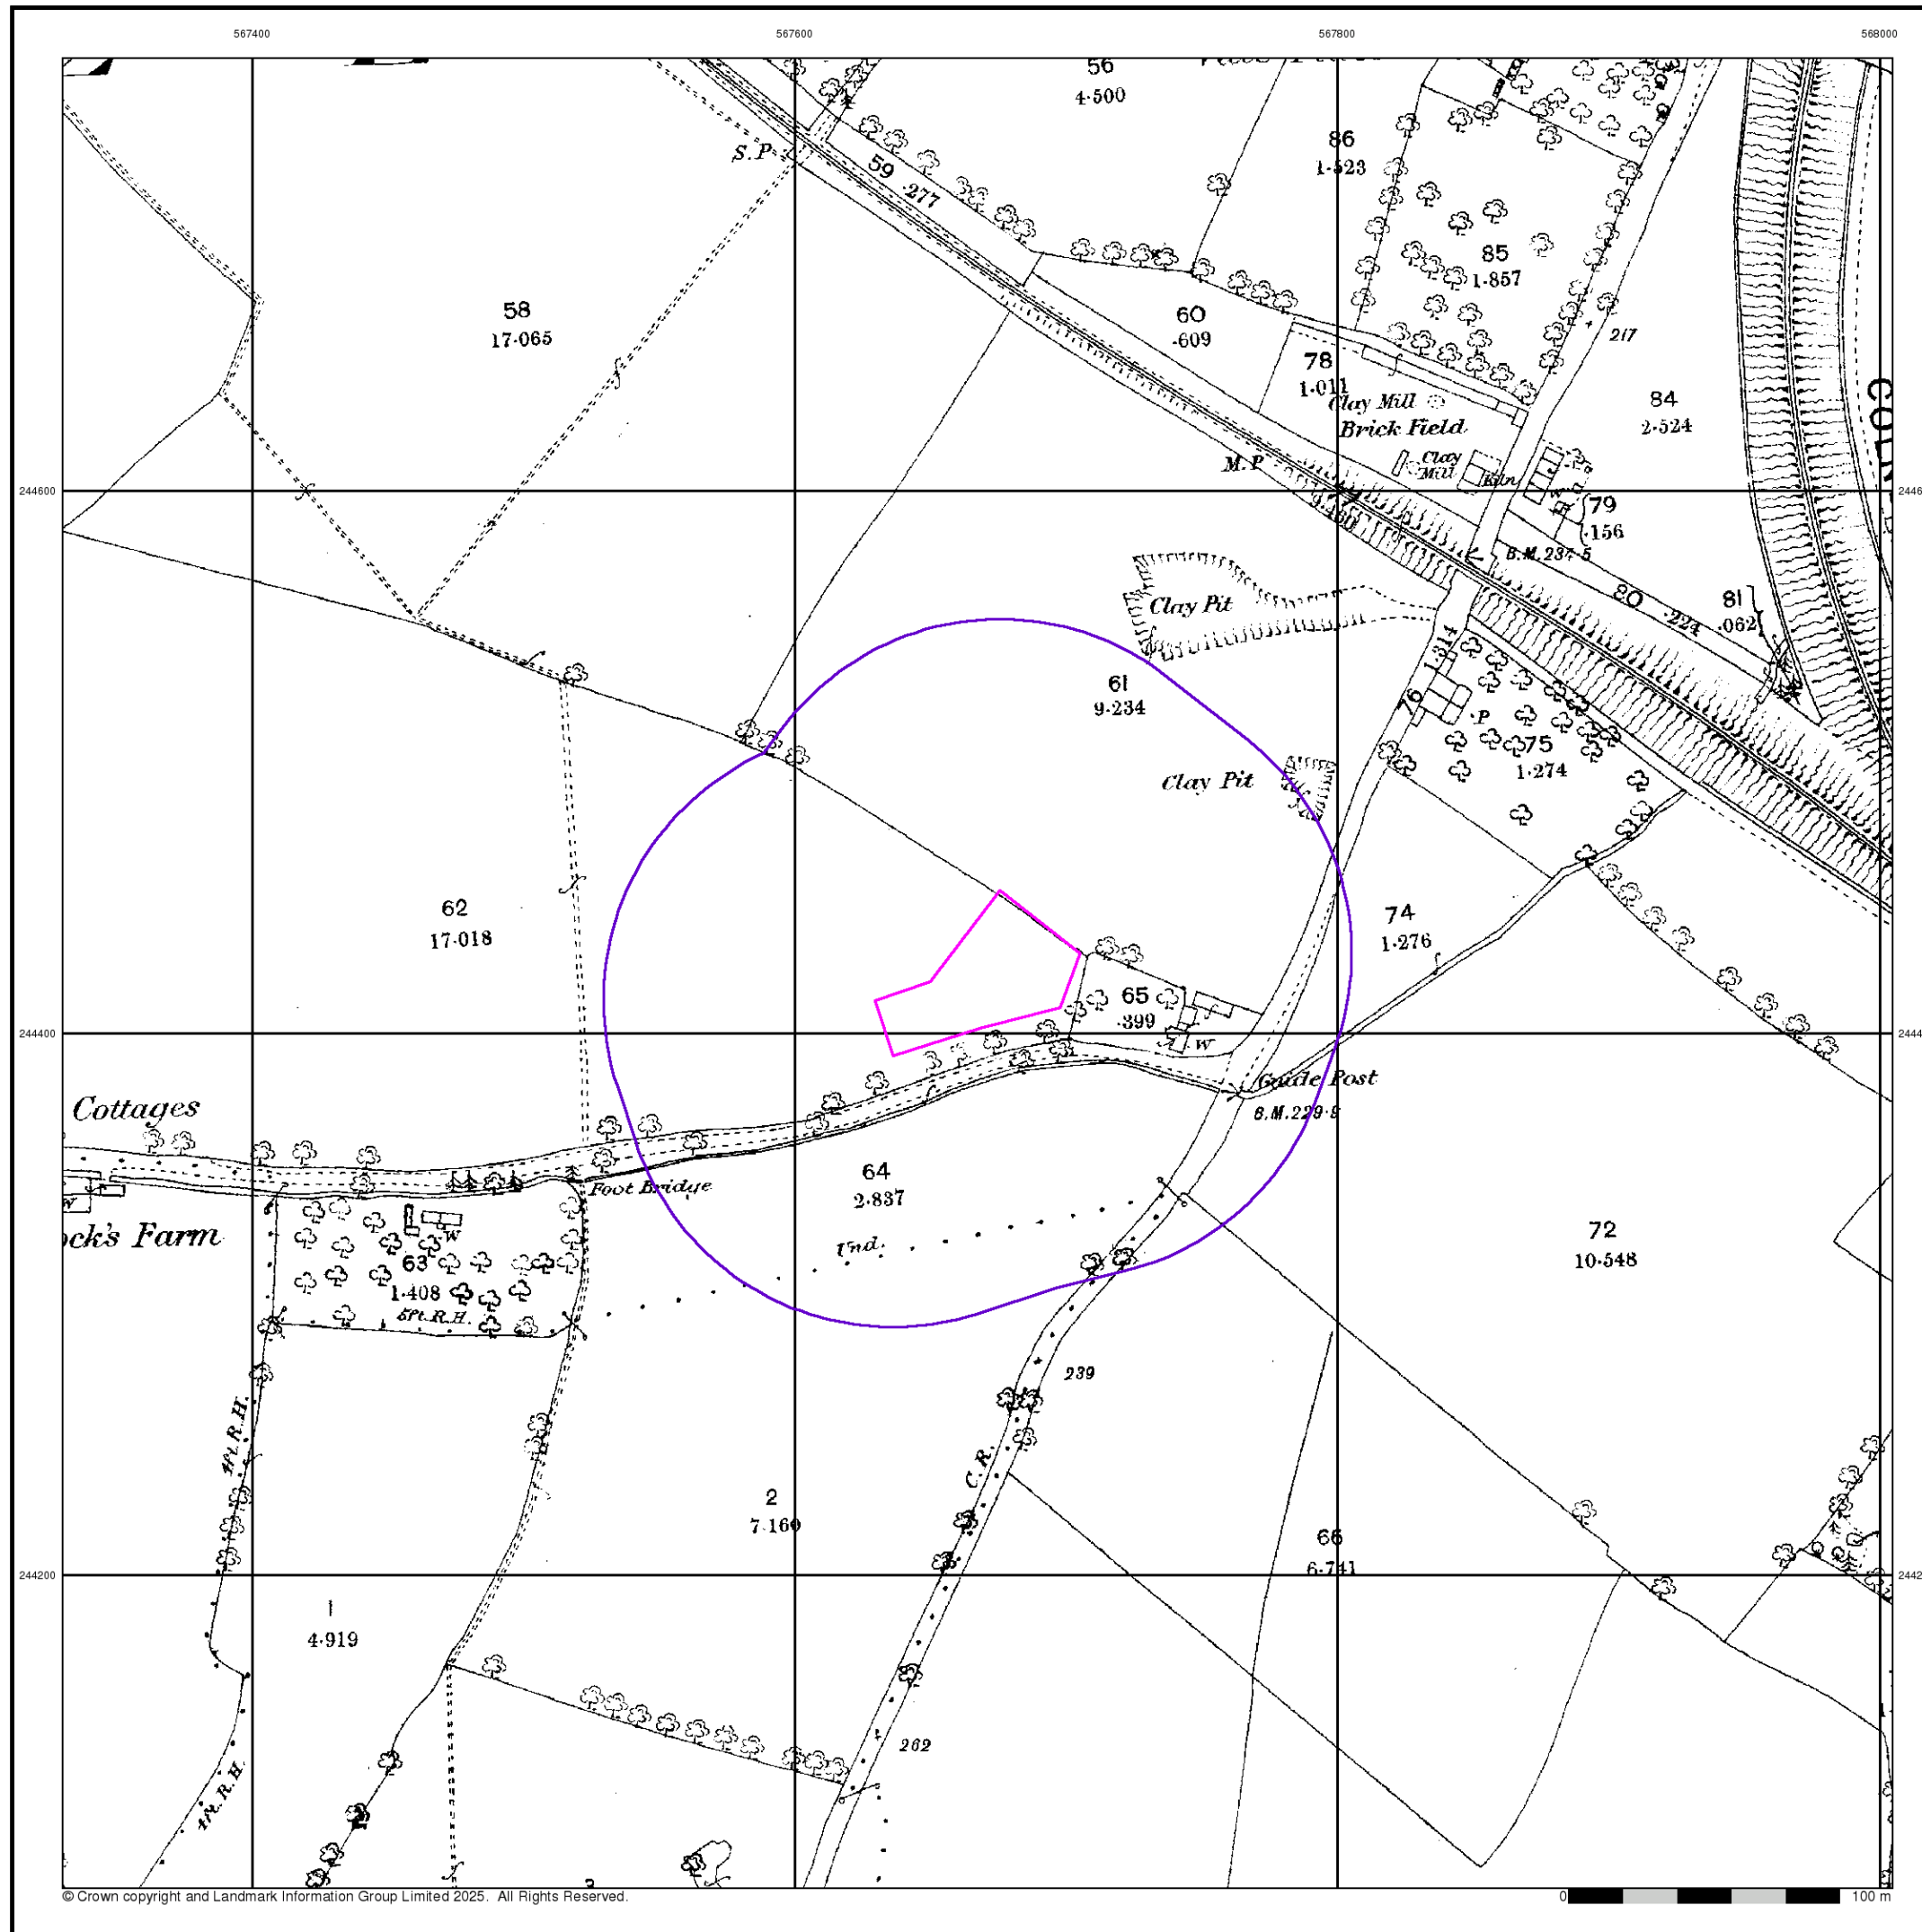 567400
567600
567800
568000
56
4·500
S.P
86
1·523
59 ·277
85
1·857
58
17·065
60
·609
217
78
1·011
Clay Mill
84
2·524
Brick Field
M.P
Clay
Mill
Kiln
244600
79
·156
B.M.237·5
Clay Pit
80 ·224
81
·062
1·314
61
9·234
76
P
75
1·274
Clay Pit
62
17·018
74
1·276
65
·399
244400
W
Guide Post
B.M.229·9
Cottages
Foot Bridge
64
2·837
W
ock's Farm
W
Und.
72
10·548
63
1·408
5ft.R.H.
239
4ft.R.H.
C.R.
2
7·160
66
6·741
1
4·919
262
4ft.R.H.
© Crown copyright and Landmark Information Group Limited 2025. All Rights Reserved.
0
100 m